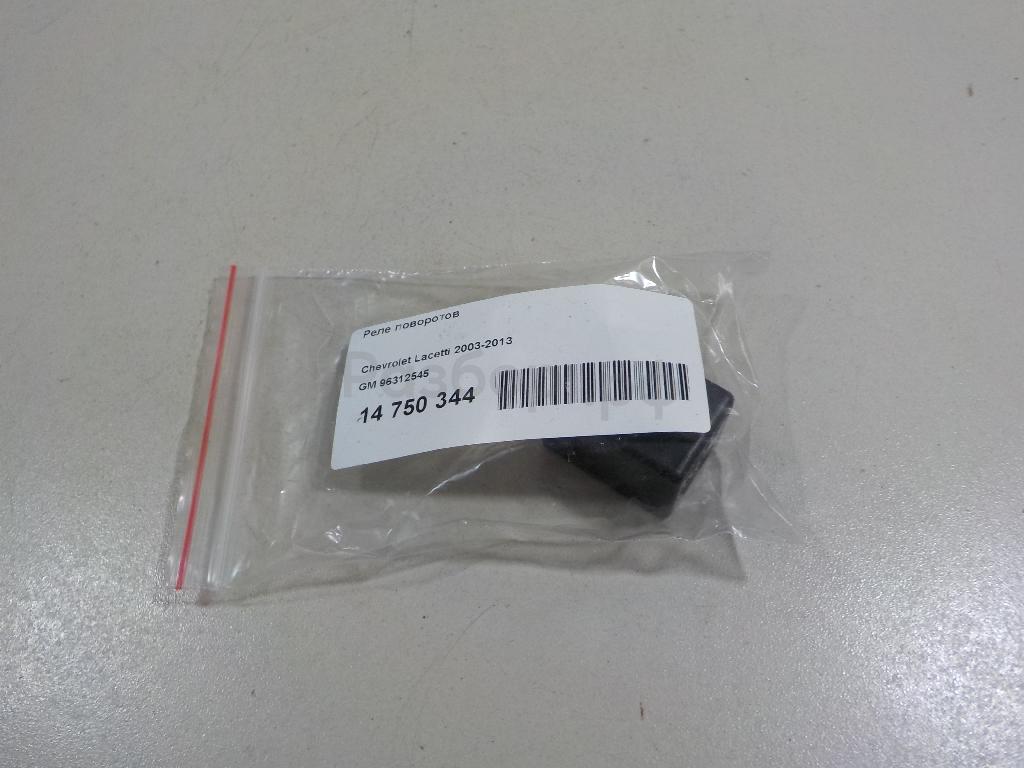 Реле поворотов
Chevrolet Lacetti 2003-2013
GM 96312545
14 750 344